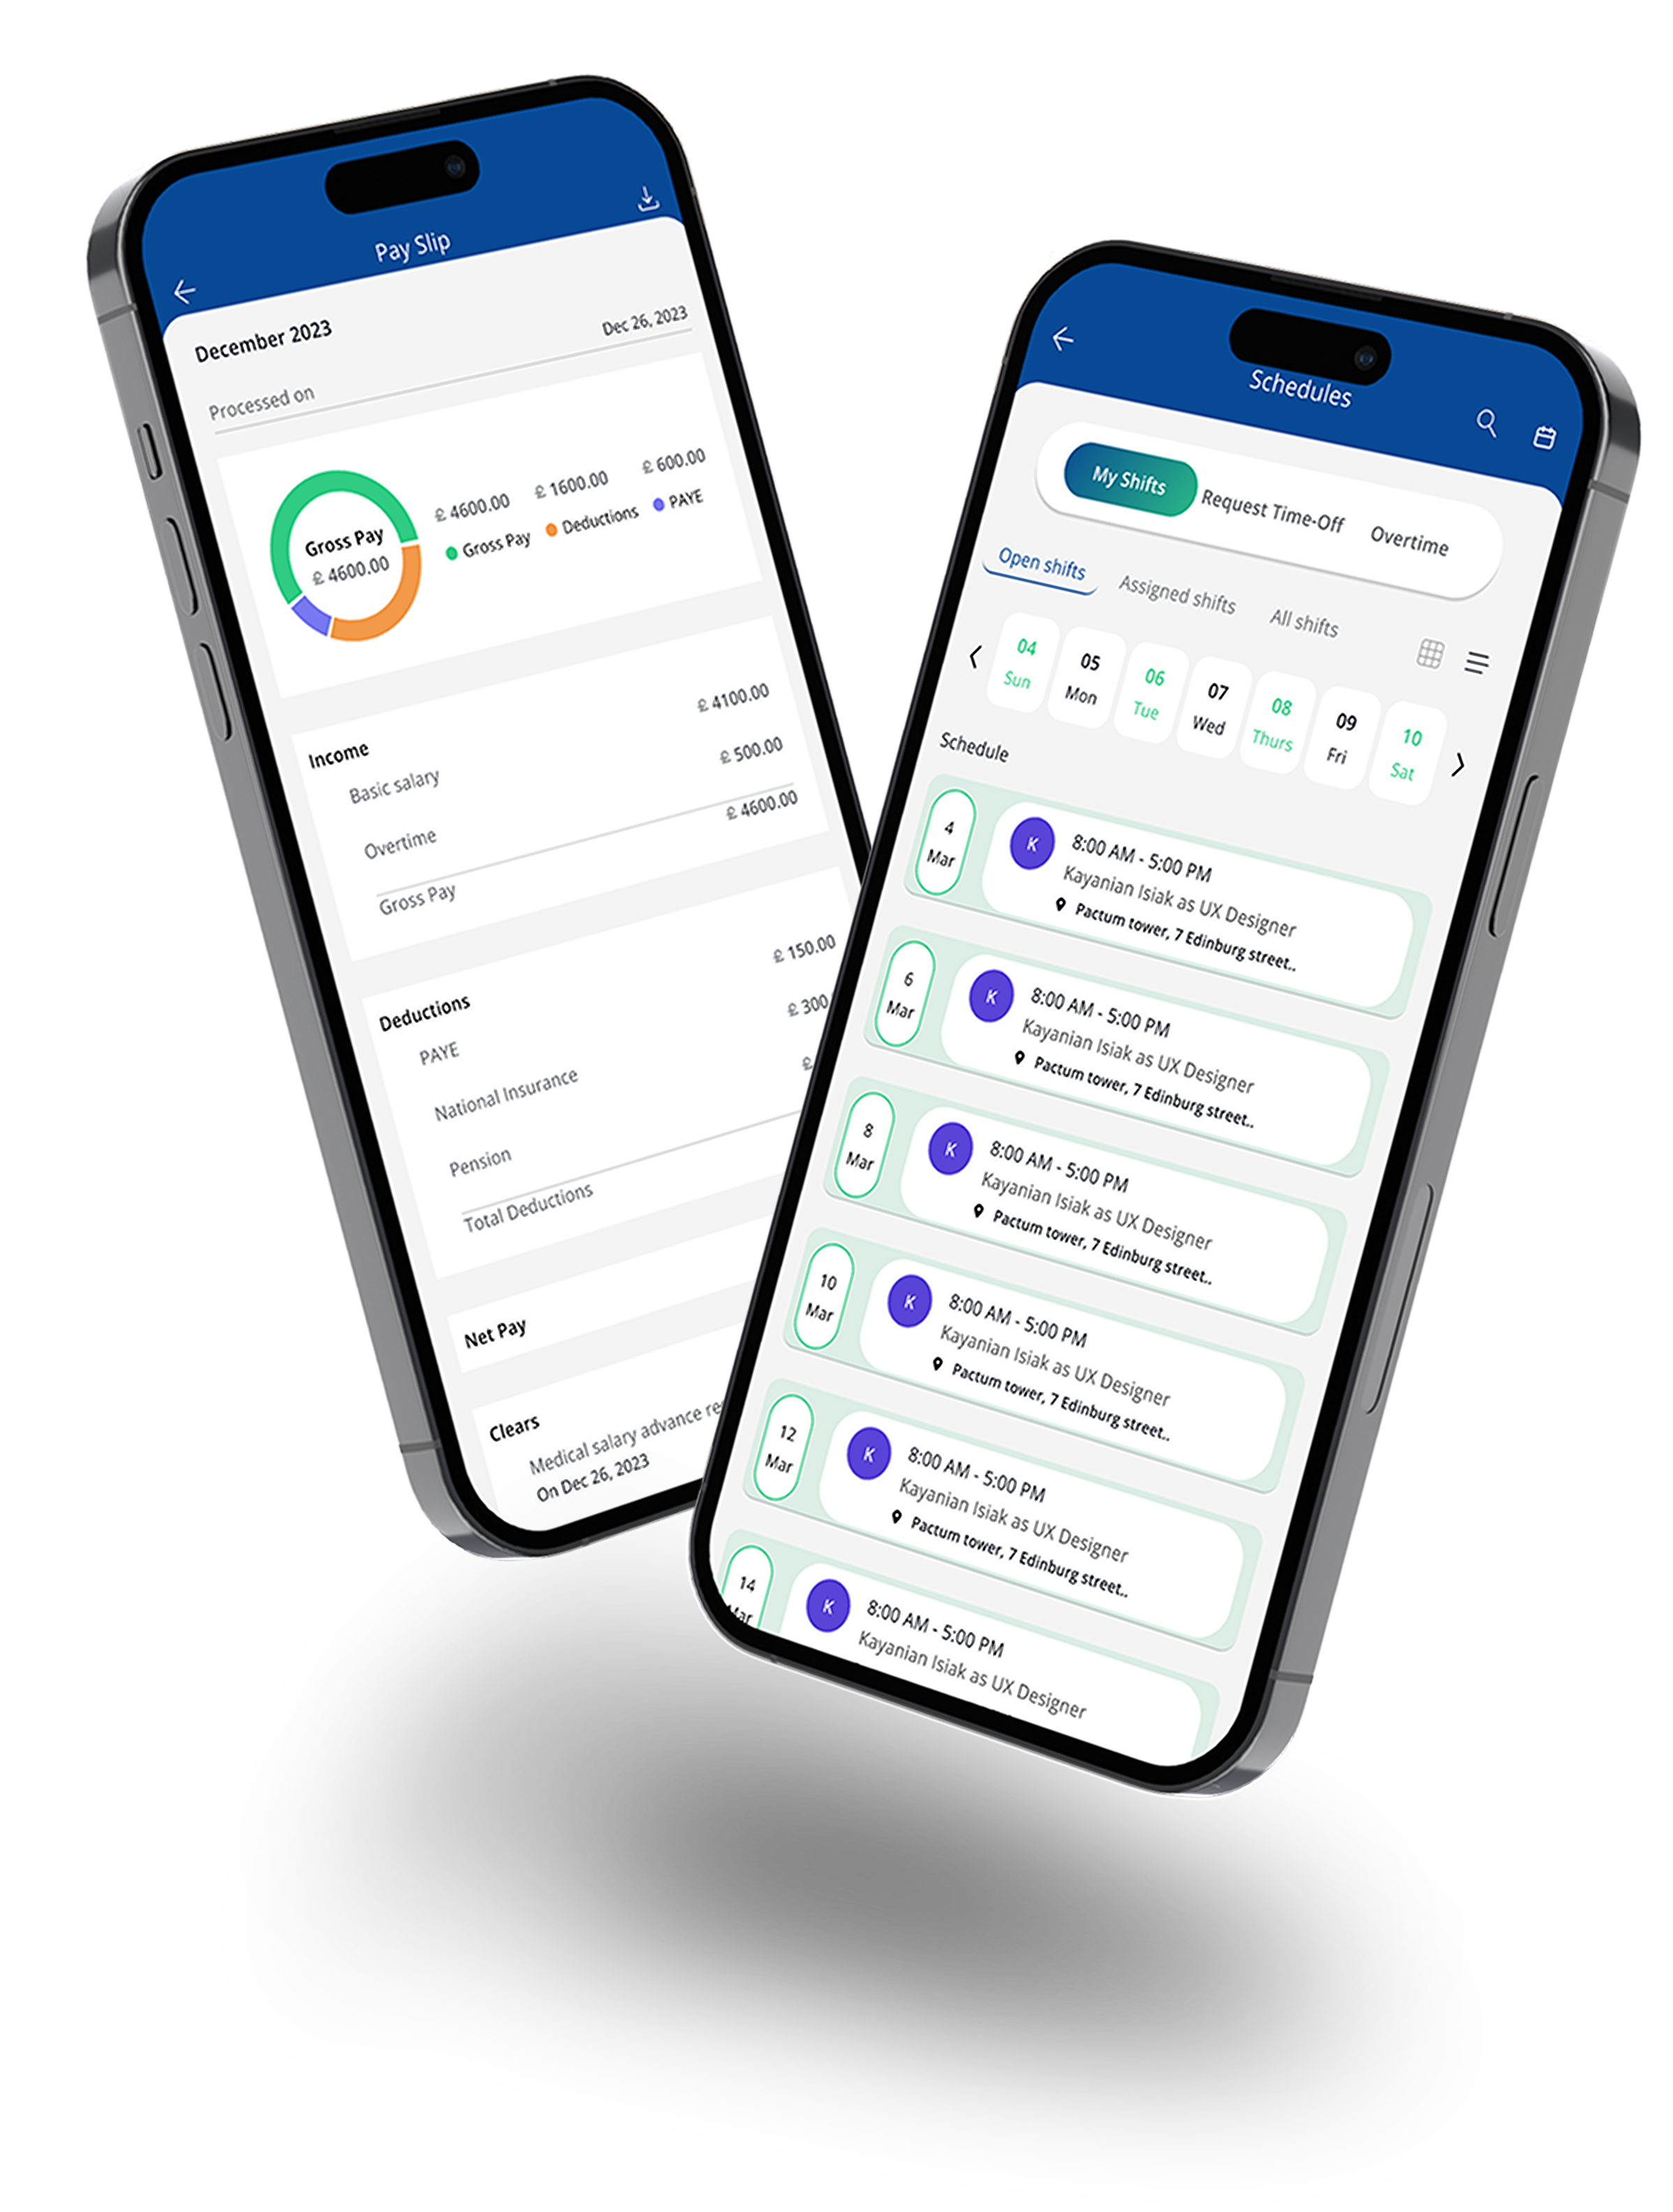 Pay Slip
December 2023
Dec 26, 2023
Processed on
Gross Pay
£ 4600.00
£ 4600.00 £ 1600.00 £ 600.00
Gross Pay Deductions PAYE
Income
£ 4100.00
Basic salary
£ 500.00
Overtime
£ 4600.00
Gross Pay
Deductions
£ 150.00
PAYE
£ 300
National Insurance
£
Pension
Total Deductions
Net Pay
Clears
Medical salary advance
On Dec 26, 2023
Schedules
My Shifts Request Time-Off Overtime
Open shifts Assigned shifts All shifts
04 05 06 07 08 09 10
Sun Mon Tue Wed Thurs Fri Sat
Schedule
4
Mar
8:00 AM - 5:00 PM
K
Kayanian Isiak as UX Designer
Pactum tower, 7 Edinburg street..
6
Mar
8:00 AM - 5:00 PM
K
Kayanian Isiak as UX Designer
Pactum tower, 7 Edinburg street..
8
Mar
8:00 AM - 5:00 PM
K
Kayanian Isiak as UX Designer
Pactum tower, 7 Edinburg street..
10
Mar
8:00 AM - 5:00 PM
K
Kayanian Isiak as UX Designer
Pactum tower, 7 Edinburg street..
12
Mar
8:00 AM - 5:00 PM
K
Kayanian Isiak as UX Designer
Pactum tower, 7 Edinburg street..
14
Mar
8:00 AM - 5:00 PM
K
Kayanian Isiak as UX Designer